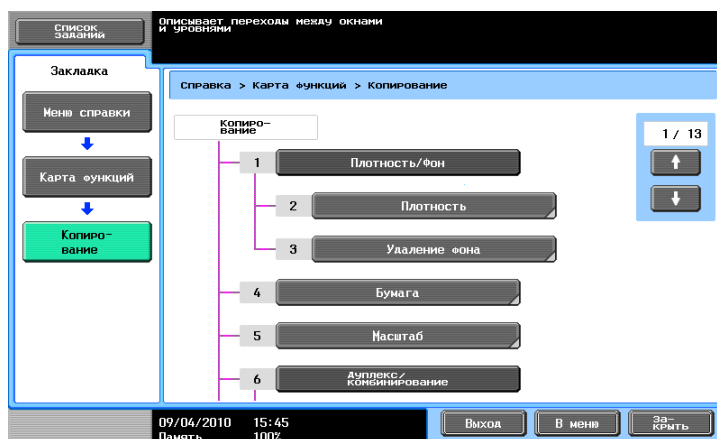 Список
заданий
Описывает переходы между окнами
и уровнями
Закладка
Меню справки
Карта функций
Копиро-
вание
Справка > Карта функций > Копирование
Копиро-
вание
1 / 13
1 Плотность/Фон
2 Плотность
3 Удаление фона
4 Бумага
5 Масштаб
6 Дуплекс/
комбинирование
09/04/2010 15:45
Память 100%
Выход
В меню
За-
крыть